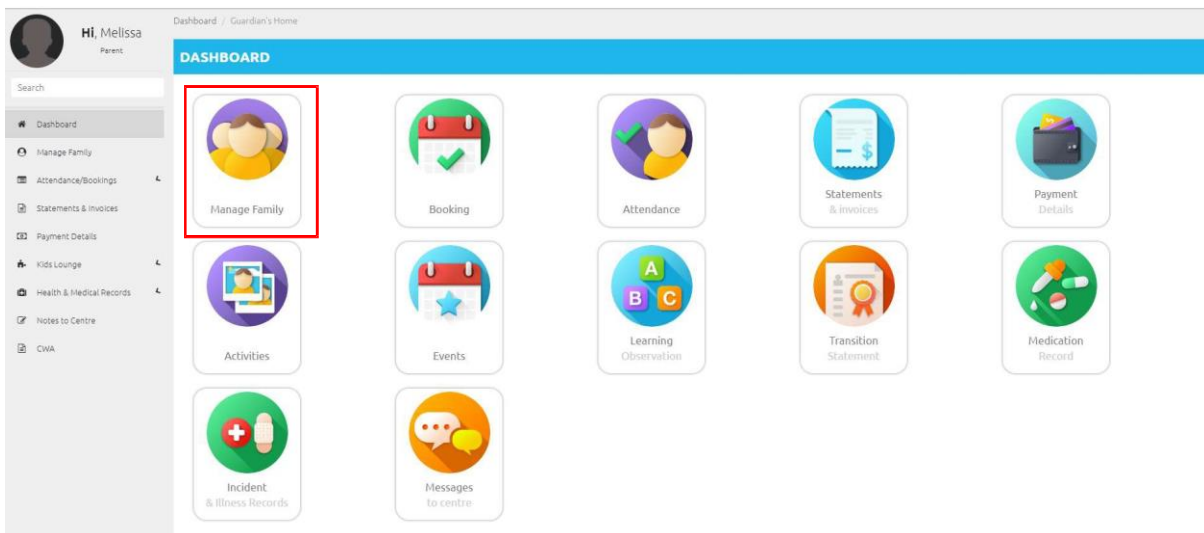 Hi, Melissa
Parent
Search
Dashboard
Manage Family
Attendance/Bookings
Statements & Invoices
Payment Details
Kids Lounge
Health & Medical Records
Notes to Centre
CWA
Dashboard / Guardian's Home
DASHBOARD
Manage Family
Booking
Attendance
Statements
& invoices
$
Payment
Details
Activities
Events
A
B C
Learning
Observation
Transition
Statement
Medication
Record
Incident
& Illness Records
Messages
to centre